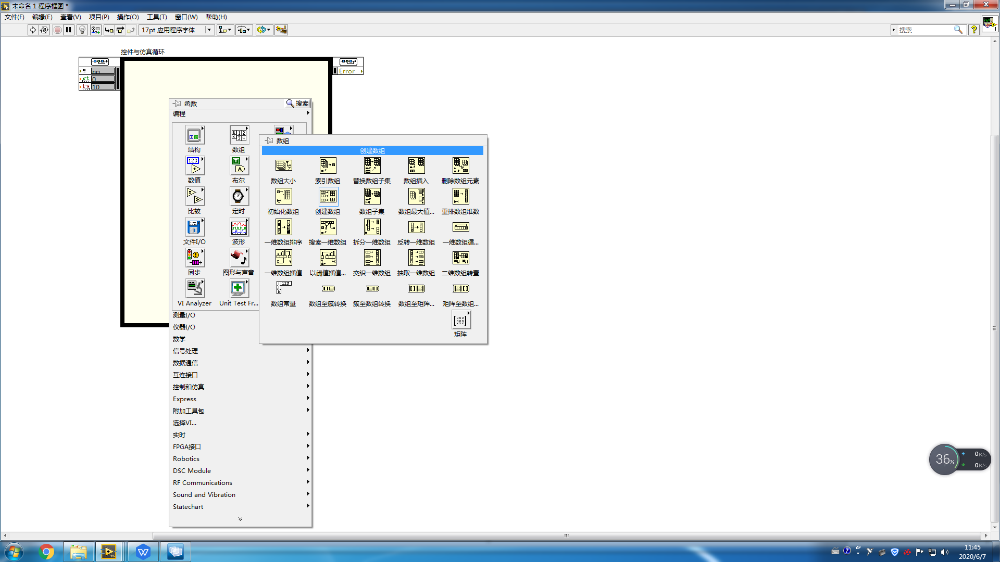 未命名 1 程序框图 *
文件(F) 编辑(E) 查看(V) 项目(P) 操作(O) 工具(T) 窗口(W) 帮助(H)
17pt 应用程序字体
搜索
控件与仿真循环
no
0
10
Error
函数 搜索
编程
结构 数组
数值 布尔
比较 定时
文件I/O 波形
同步 图形与声音
VI Analyzer Unit Test Fr...
测量I/O
仪器I/O
数学
信号处理
数据通信
互连接口
控制和仿真
Express
附加工具包
选择VI...
实时
FPGA接口
Robotics
DSC Module
RF Communications
Sound and Vibration
Statechart
数组
创建数组
数组大小 索引数组 替换数组子集 数组插入 删除数组元素
初始化数组 创建数组 数组子集 数组最大值... 重排数组维数
一维数组排序 搜索一维数组 拆分一维数组 反转一维数组 一维数组循...
一维数组插值 以阈值插值... 交织一维数组 抽取一维数组 二维数组转置
数组常量 数组至簇转换 簇至数组转换 数组至矩阵... 矩阵至数组...
矩阵
36%
0K/s
0K/s
11:45
2020/6/7